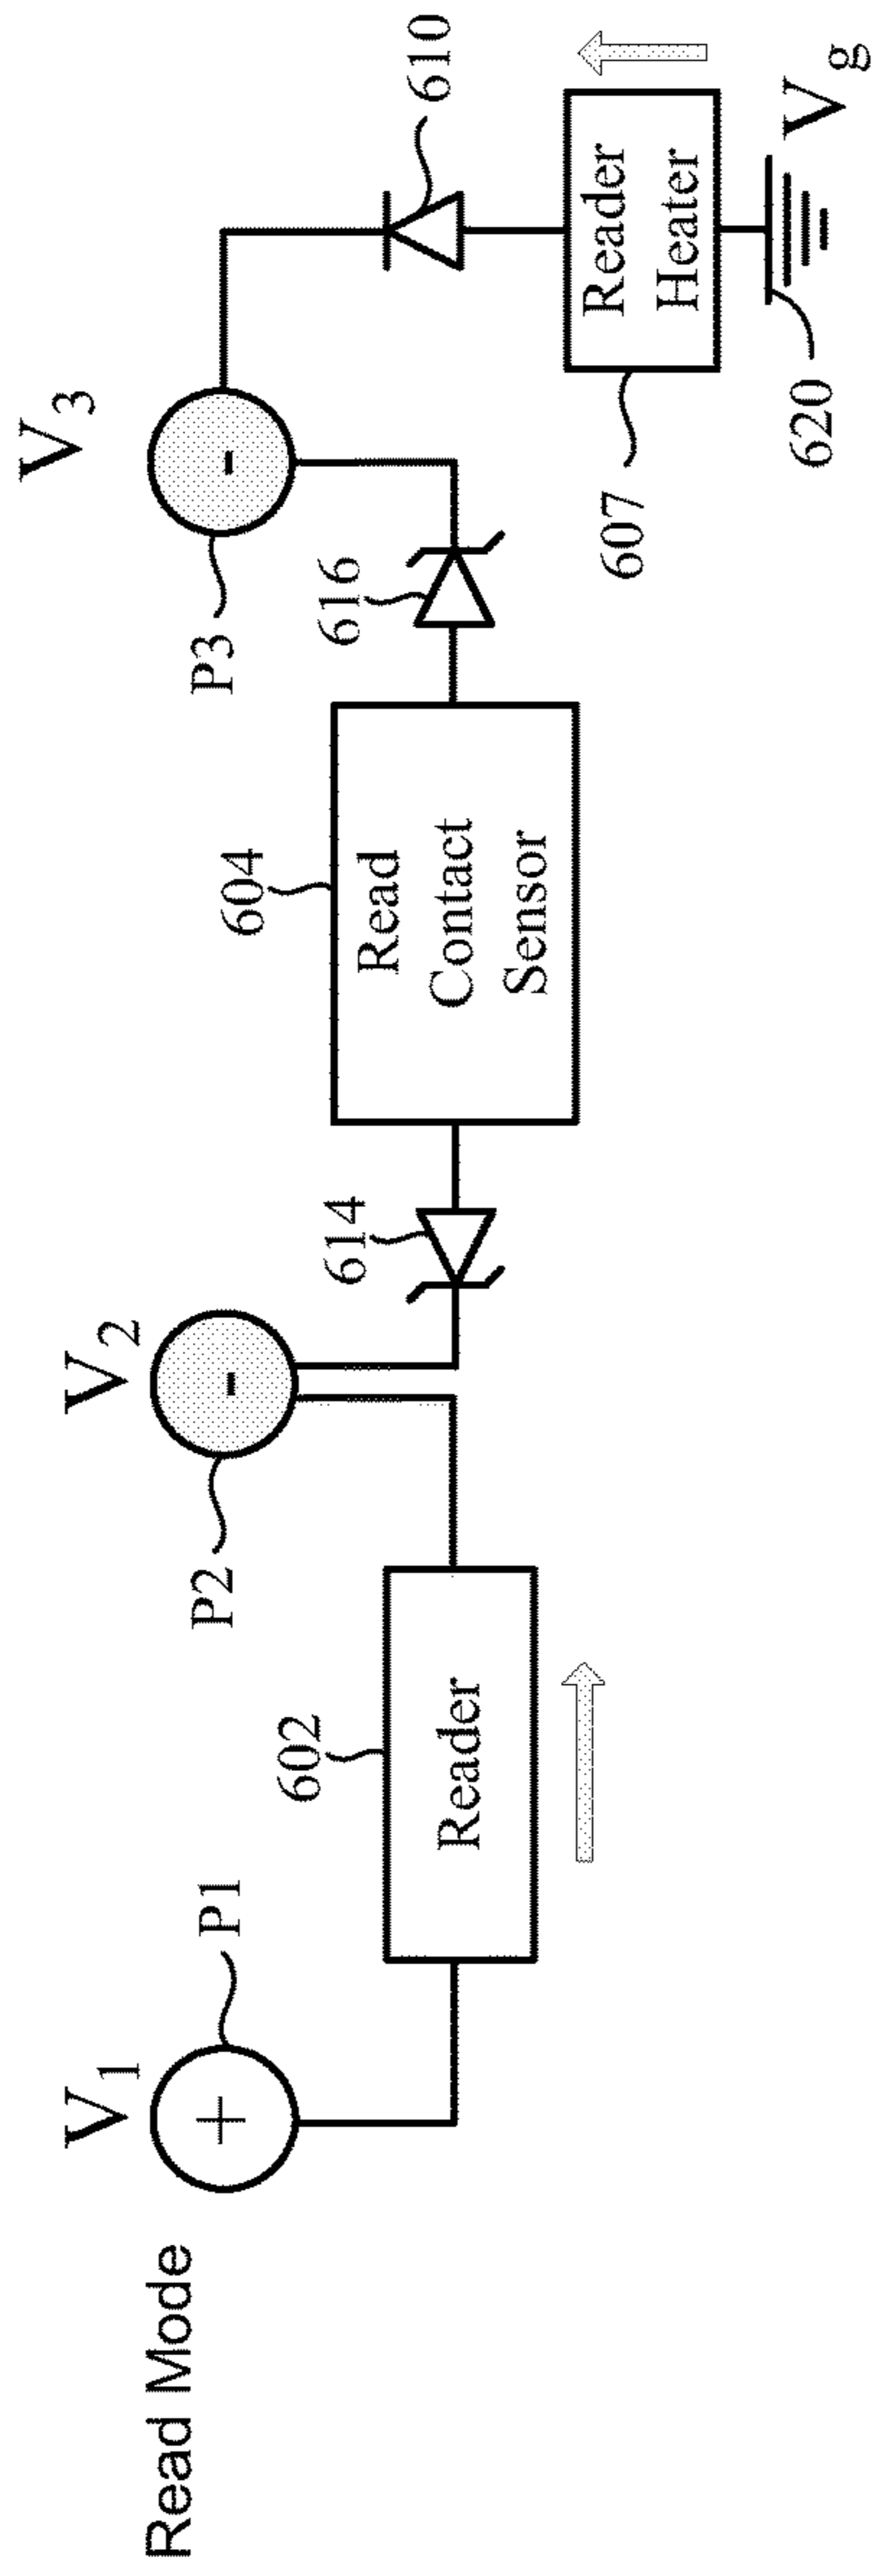 Read Mode
V1
P1
602
Reader
V2
P2
-
614
604
Read
Contact
Sensor
616
V3
P3
-
610
607
Reader
Heater
620
Vg
+